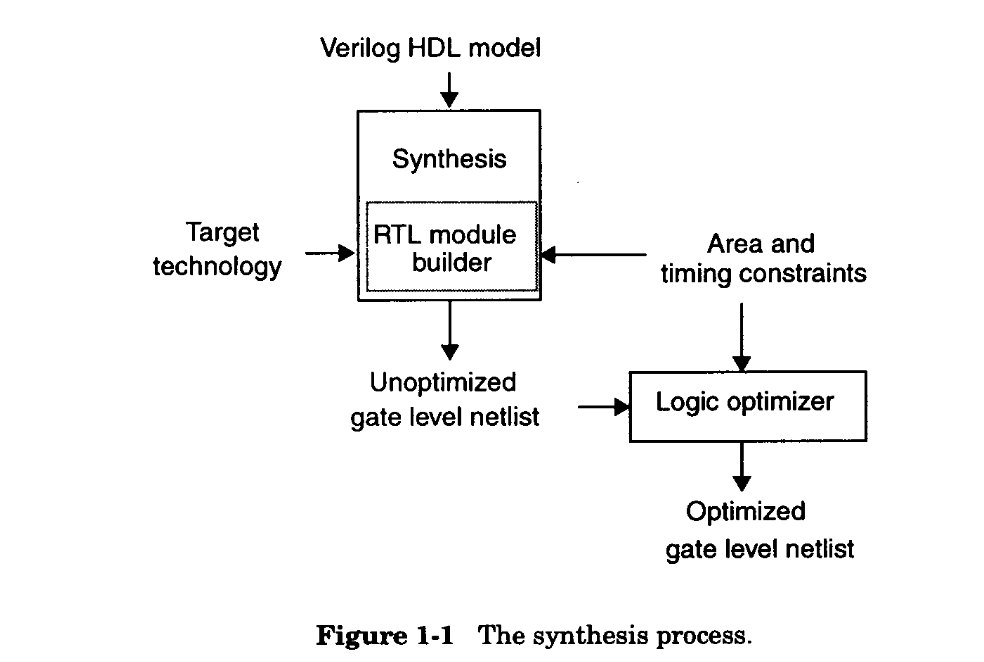 Verilog HDL model
Synthesis
RTL module
builder
Target
technology
Area and
timing constraints
Unoptimized
gate level netlist
Logic optimizer
Optimized
gate level netlist
Figure 1-1 The synthesis process.